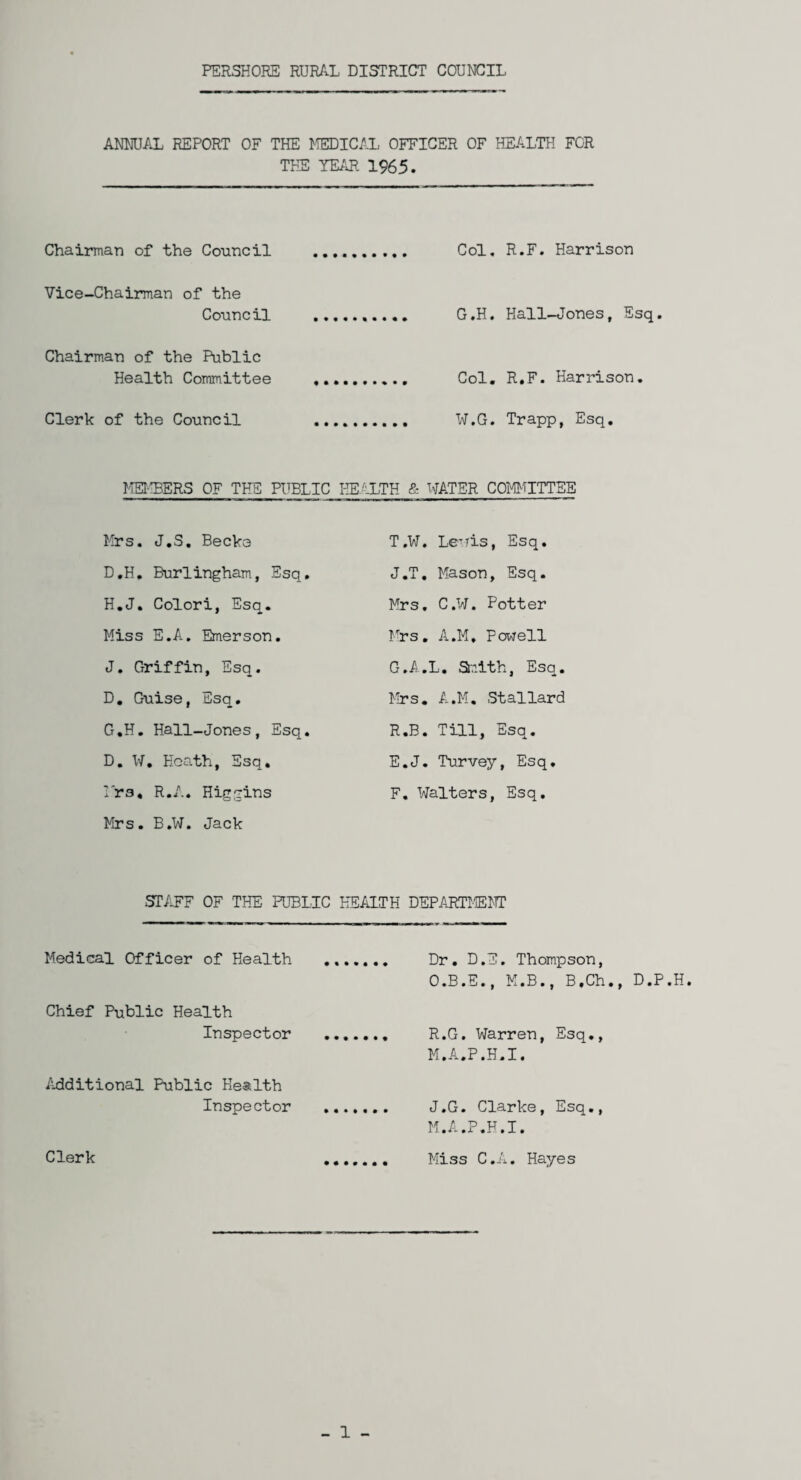 PERSHORE RURAL DISTRICT COUNCIL
ANNUAL REPORT OF THE MEDICAL OFFICER OF HEALTH FOR
THE YEAR 1965.
Chairman of the Council .......... Col. R.F. Harrison
Vice-Chairman of the
Council .......... G.H. Hall-Jones, Esq.
Chairman of the Public
Health Committee .......... Col. R.F. Harrison.
Clerk of the Council .......... W.G. Trapp, Esq.
MEMBERS OF THE PUBLIC HEALTH & WATER COMMITTEE
Mrs. J.S. Becke
D.H. Burlingham, Esq.
H.J. Colori, Esq.
Miss E.A. Emerson.
J. Griffin, Esq.
D. Guise, Esq.
G.H. Hall-Jones, Esq.
D. W. Heath, Esq.
Mrs. R.A. Higgins
Mrs. B.W. Jack
T.W. Lewis, Esq.
J.T. Mason, Esq.
Mrs. C.W. Potter
Mrs. A.M. Powell
G.A.L. Smith, Esq.
Mrs. A.M. Stallard
R.B. Till, Esq.
E.J. Turvey, Esq.
F. Walters, Esq.
STAFF OF THE PUBLIC HEALTH DEPARTMENT
Medical Officer of Health ....... Dr. D.E. Thompson,
O.B.E., M.B., B.Ch., D.P.H.
Chief Public Health
Inspector ....... R.G. Warren, Esq.,
M.A.P.H.I.
Additional Public Health
Inspector ....... J.G. Clarke, Esq.,
M.A.P.H.I.
Clerk ....... Miss C.A. Hayes
- 1 -